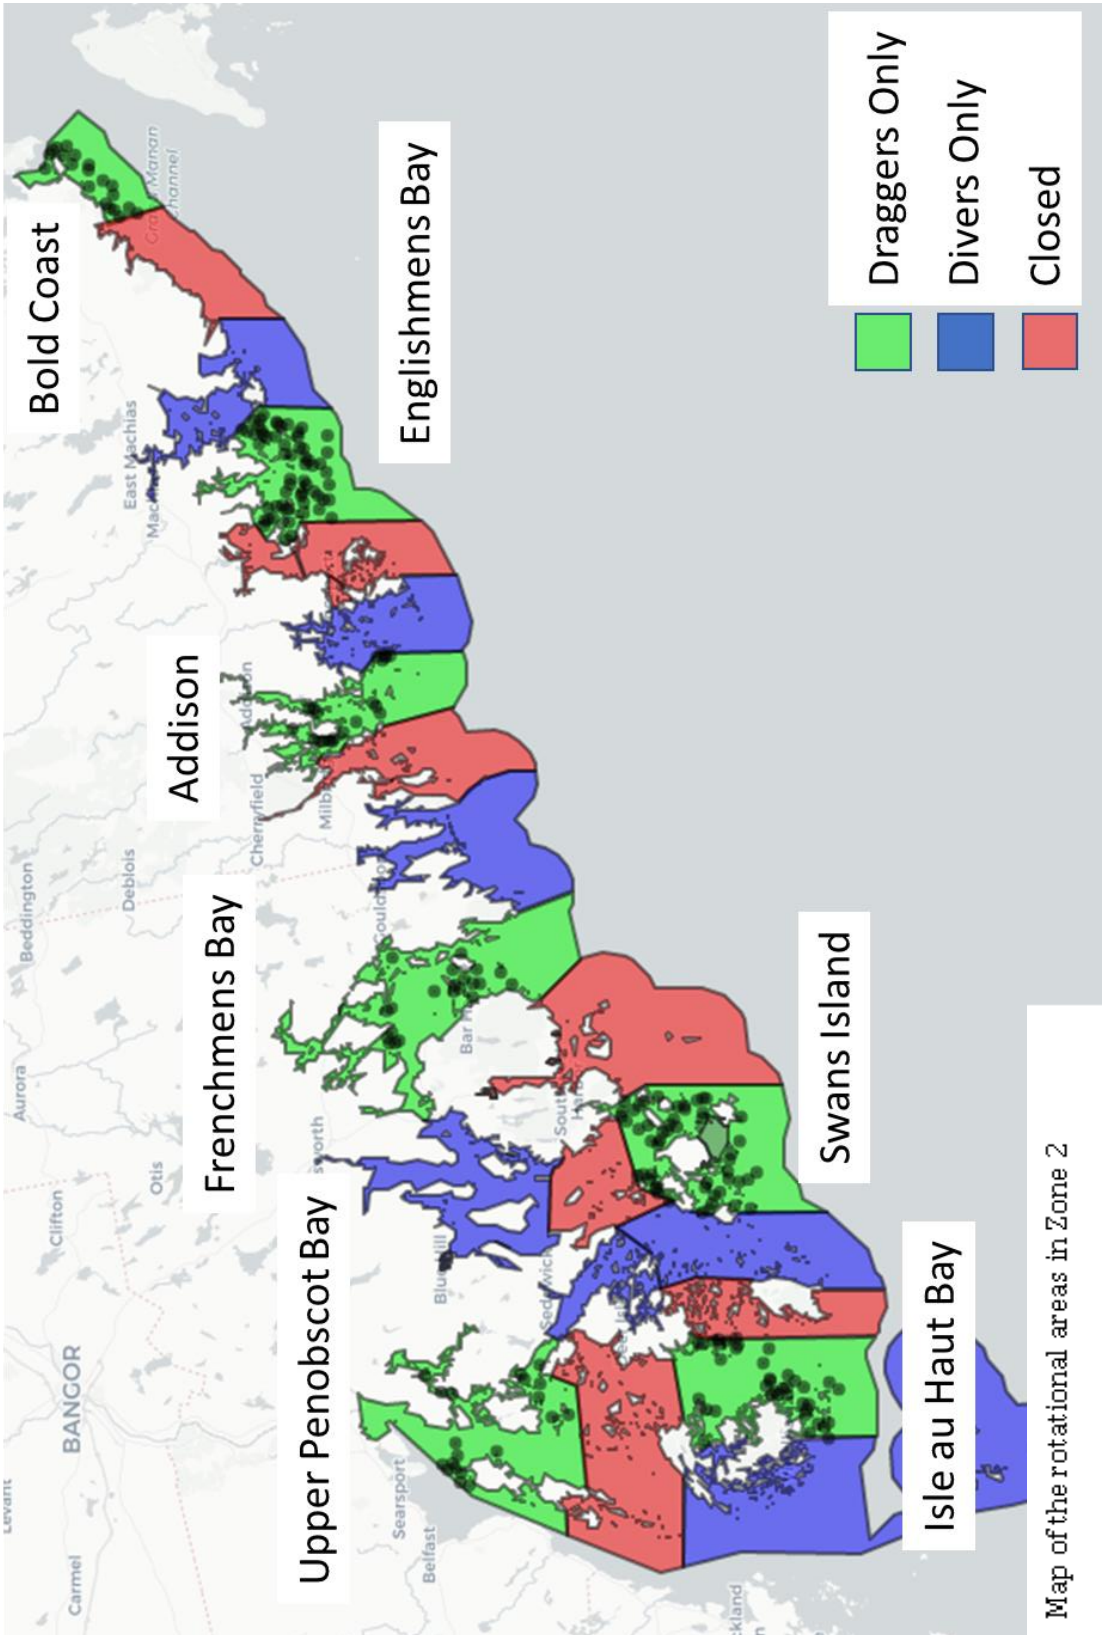 Bold Coast
Englishmens Bay
Addison
Frenchmens Bay
Swans Island
Upper Penobscot Bay
Isle au Haut Bay
Draggers Only
Divers Only
Closed
East Machias
Addison
Cherryfield
Deblois
Beddington
Aurora
Otis
Clifton
BANGOR
Carmel
Levant
Searsport
Belfast
Map of the rotational areas in Zone 2